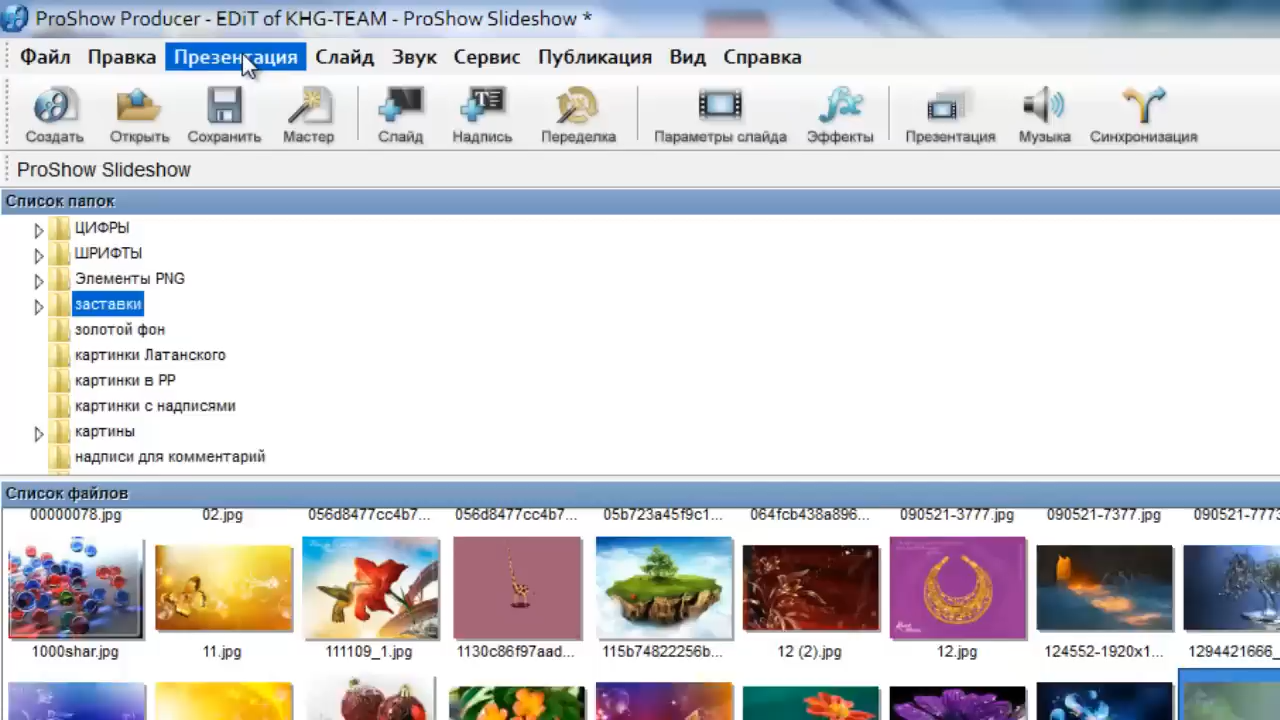 ProShow Producer - EDiT of KHG-TEAM - ProShow Slideshow *
Файл Правка Презентация Слайд Звук Сервис Публикация Вид Справка
Создать Открыть Сохранить Мастер Слайд Надпись Переделка Параметры слайда Эффекты Презентация Музыка Синхронизация
ProShow Slideshow
Список папок
ЦИФРЫ
ШРИФТЫ
Элементы PNG
заставки
золотой фон
картинки Латанского
картинки в РР
картинки с надписями
картины
надписи для комментарий
Список файлов
00000078.jpg 02.jpg 056d8477cc4b7... 056d8477cc4b7... 05b723a45f9c1... 064fcb438a896... 090521-3777.jpg 090521-7377.jpg 090521-7773
1000shar.jpg 11.jpg 111109_1.jpg 1130c86f97aad... 115b74822256b... 12 (2).jpg 12.jpg 124552-1920x1... 1294421666_